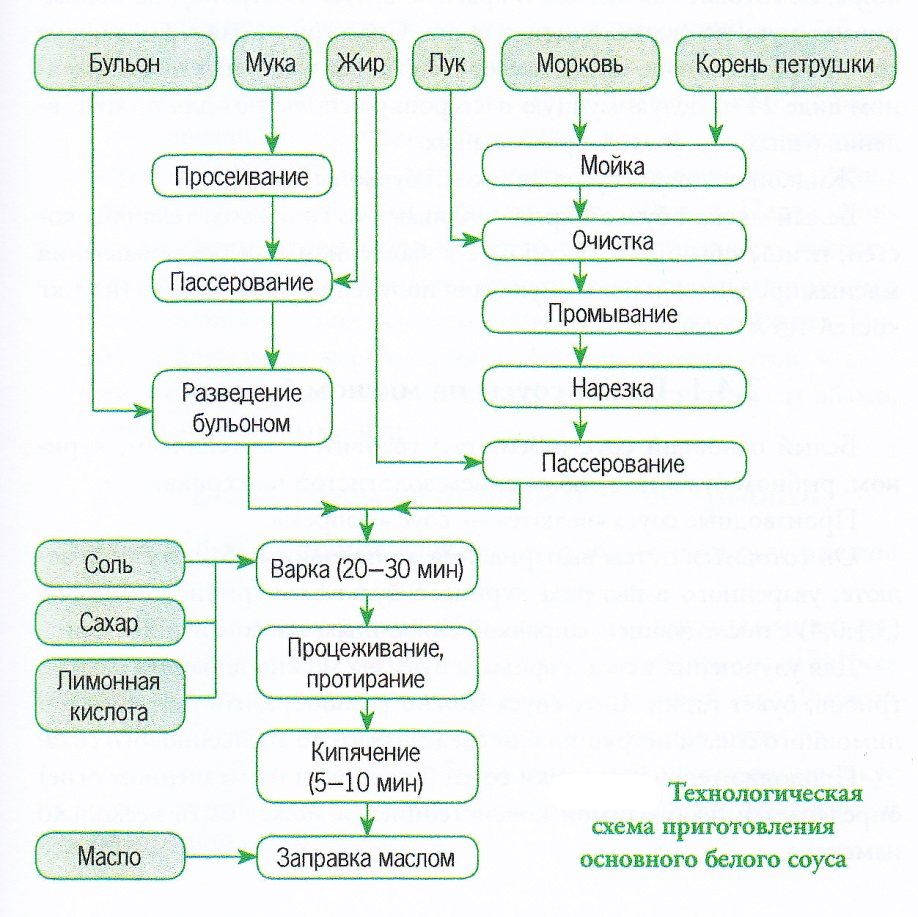 Бульон
Мука
Жир
Лук
Морковь
Корень петрушки
Просеивание
Мойка
Очистка
Пассерование
Промывание
Разведение
бульоном
Нарезка
Пассерование
Соль
Варка (20–30 мин)
Сахар
Процеживание,
протирание
Лимонная
кислота
Кипячение
(5–10 мин)
Масло
Заправка маслом
Технологическая
схема приготовления
основного белого соуса